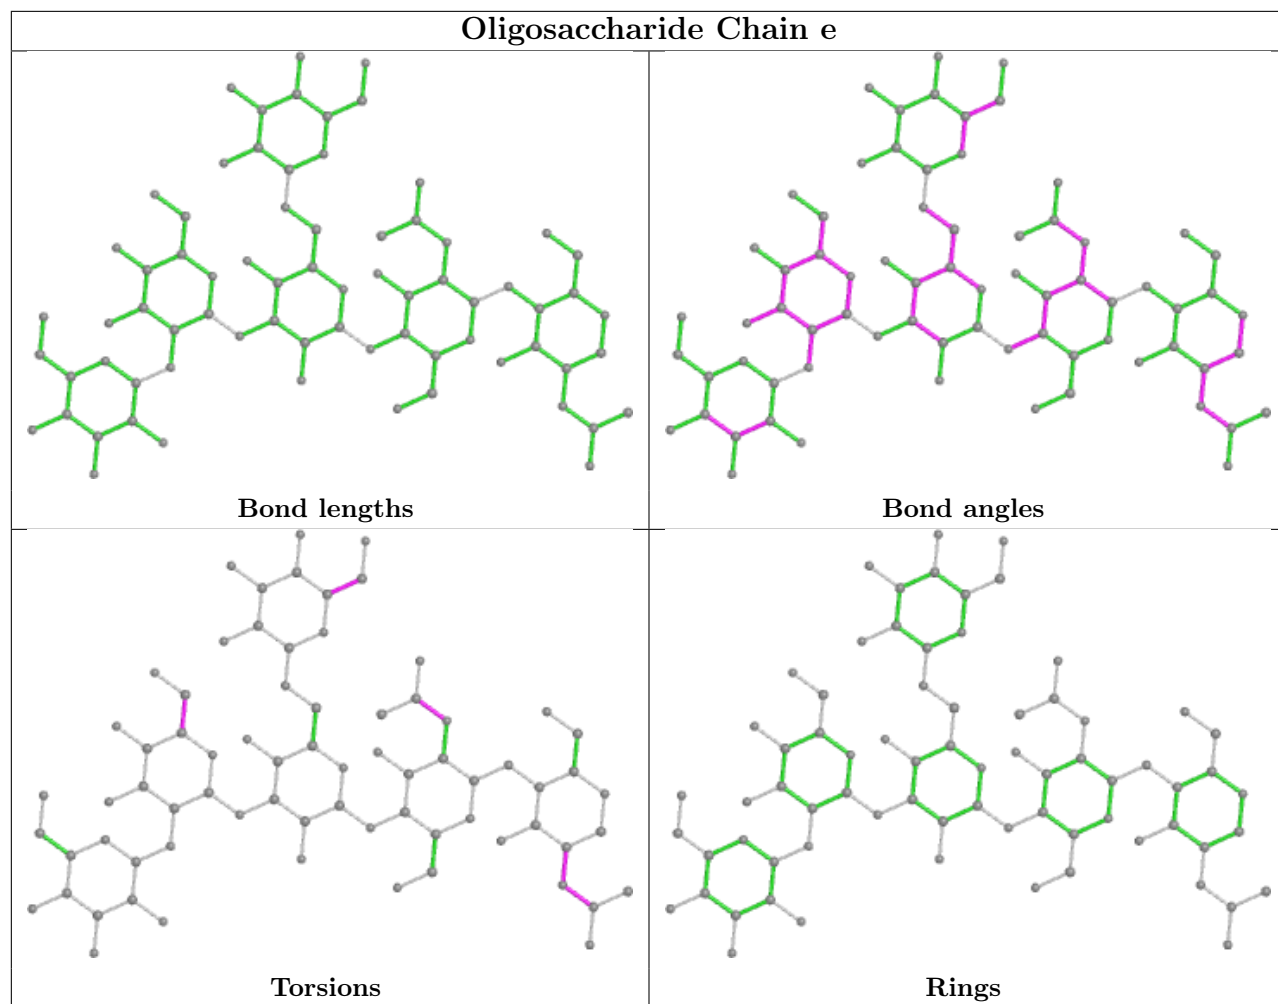 Oligosaccharide Chain e
Bond lengths
Bond angles
Torsions
Rings